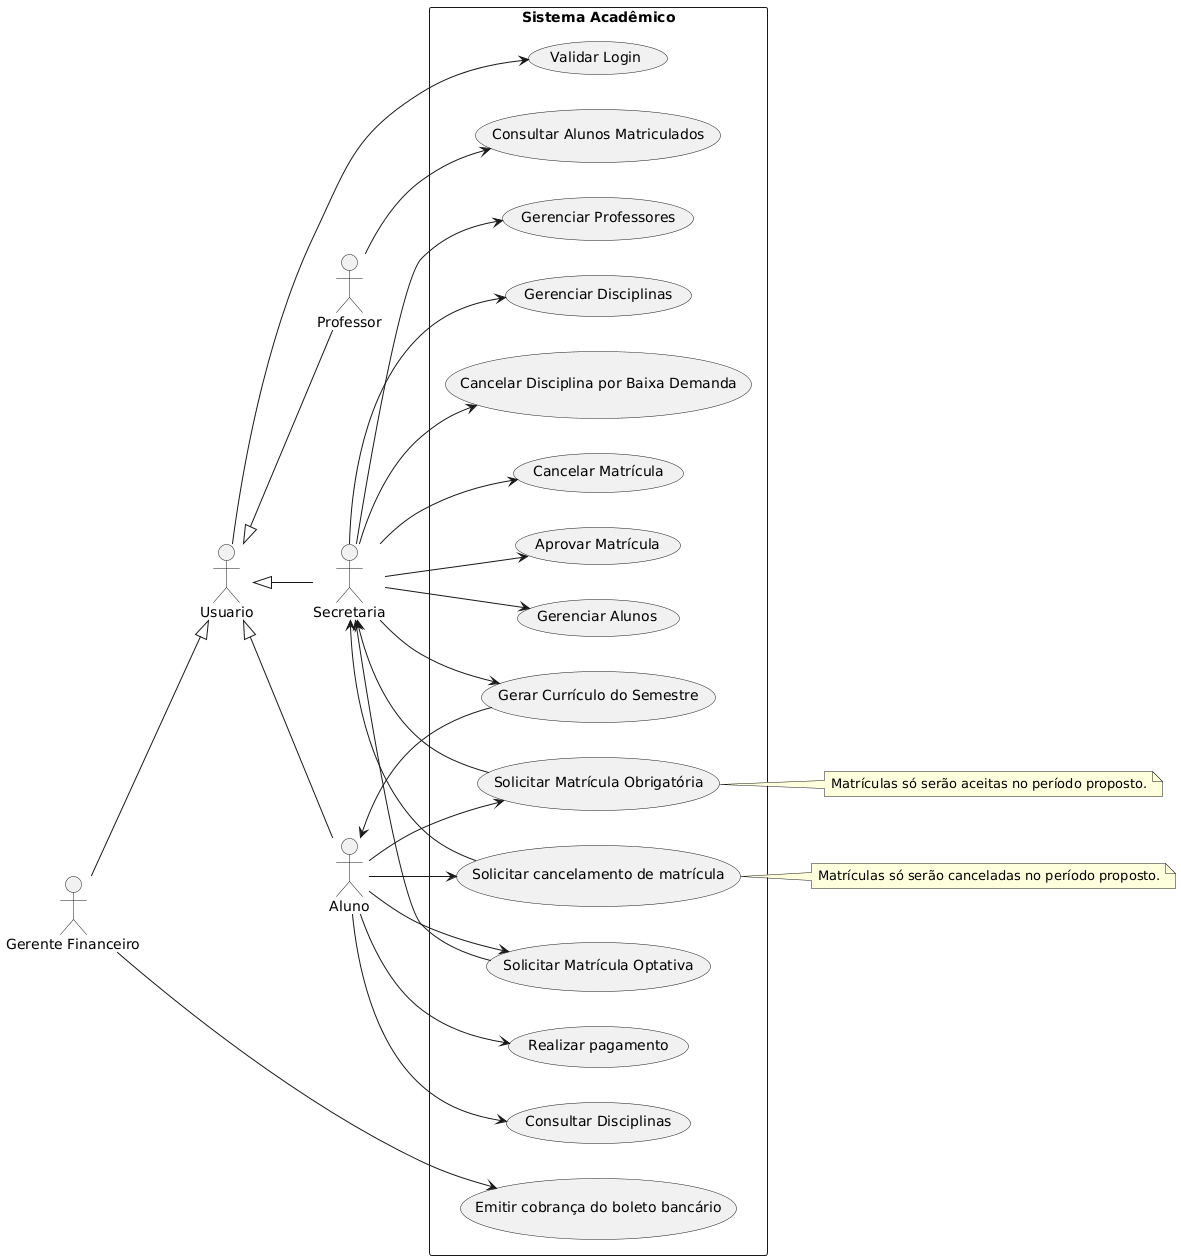 Sistema Acadêmico
Validar Login
Consultar Alunos Matriculados
Gerenciar Professores
Professor
Gerenciar Disciplinas
Cancelar Disciplina por Baixa Demanda
Cancelar Matrícula
Aprovar Matrícula
Usuario
Secretaria
Gerenciar Alunos
Gerar Currículo do Semestre
Solicitar Matrícula Obrigatória
Matrículas só serão aceitas no período proposto.
Solicitar cancelamento de matrícula
Matrículas só serão canceladas no período proposto.
Aluno
Gerente Financeiro
Solicitar Matrícula Optativa
Realizar pagamento
Consultar Disciplinas
Emitir cobrança do boleto bancário